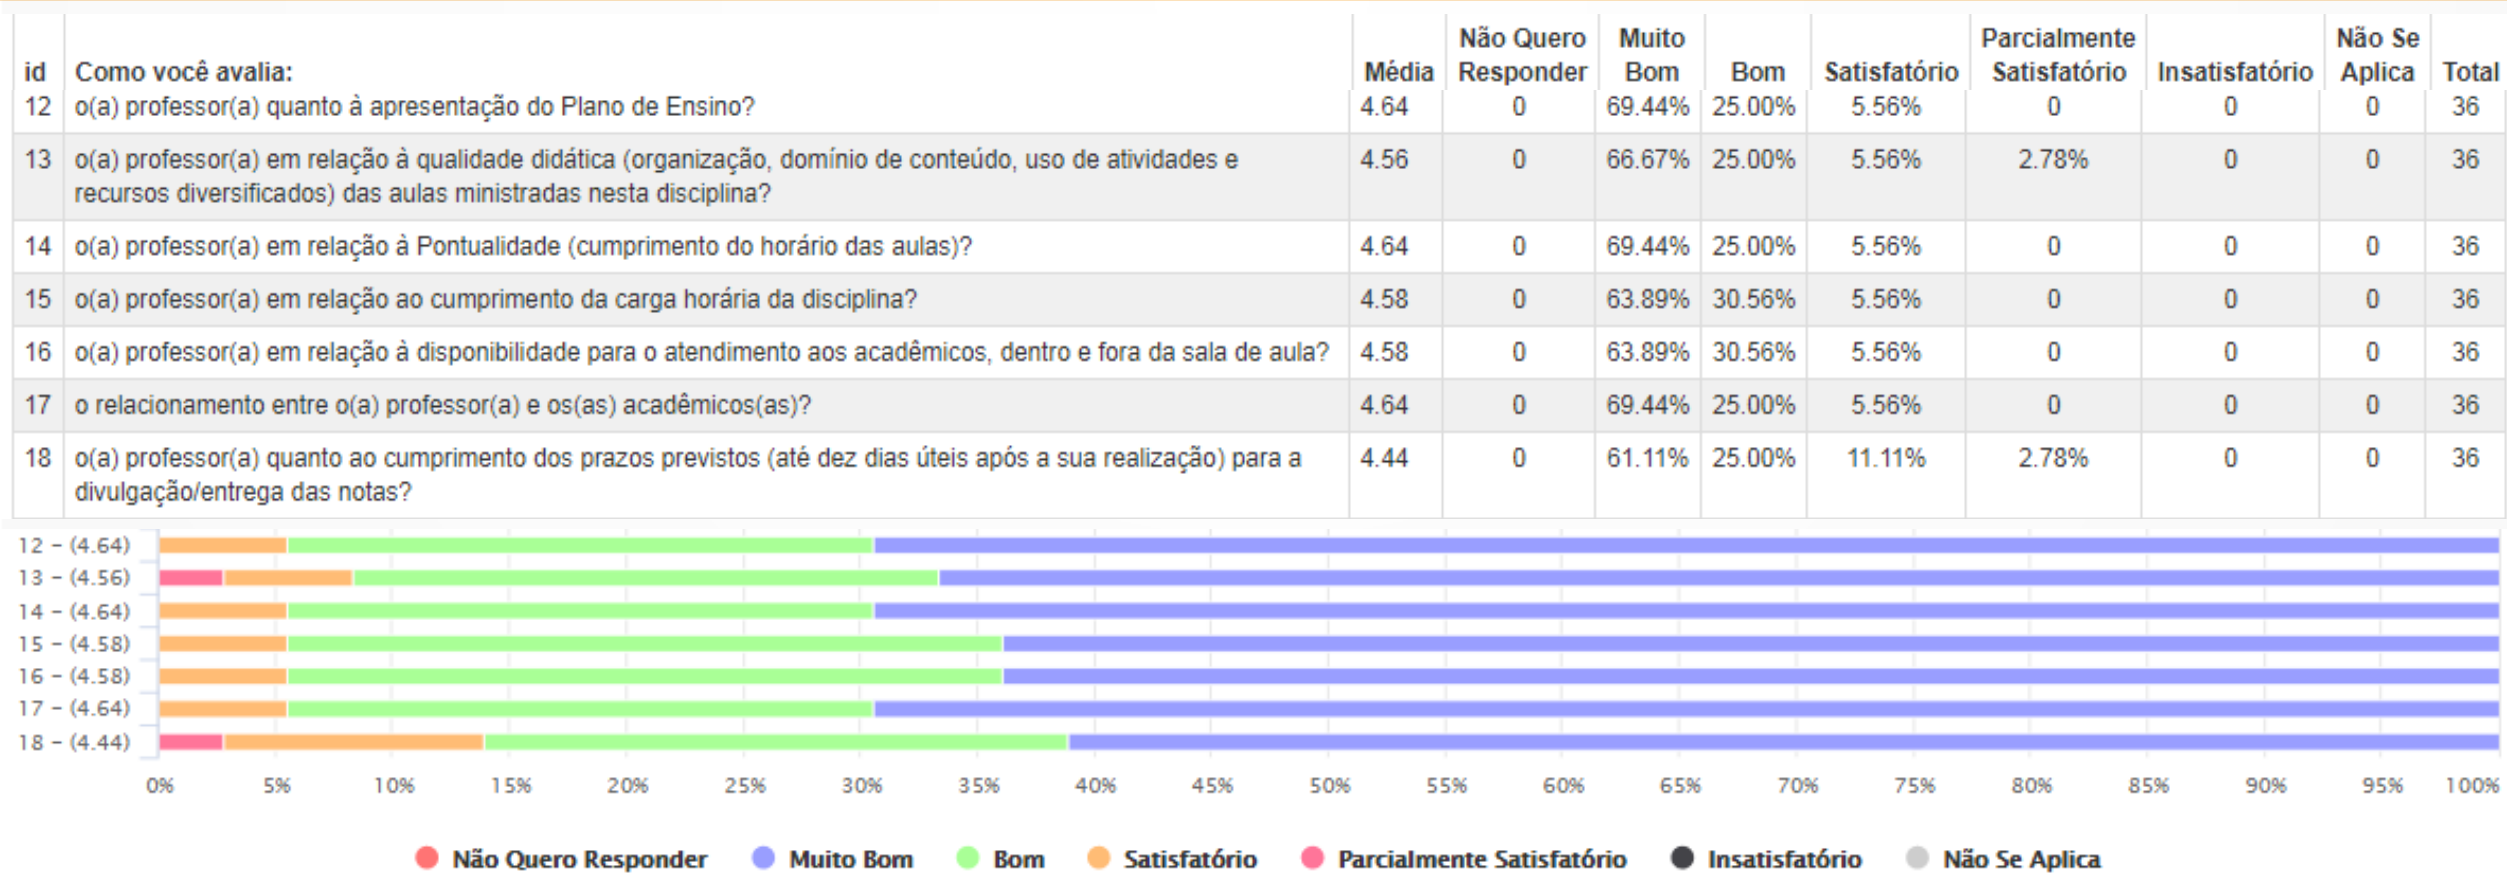 id Como você avalia: Média Não Quero Responder Muito Bom Bom Satisfatório Parcialmente Satisfatório Insatisfatório Não Se Aplica Total
12 o(a) professor(a) quanto à apresentação do Plano de Ensino? 4.64 0 69.44% 25.00% 5.56% 0 0 0 36
13 o(a) professor(a) em relação à qualidade didática (organização, domínio de conteúdo, uso de atividades e 4.56 0 66.67% 25.00% 5.56% 2.78% 0 0 36
recursos diversificados) das aulas ministradas nesta disciplina?
14 o(a) professor(a) em relação à Pontualidade (cumprimento do horário das aulas)? 4.64 0 69.44% 25.00% 5.56% 0 0 0 36
15 o(a) professor(a) em relação ao cumprimento da carga horária da disciplina? 4.58 0 63.89% 30.56% 5.56% 0 0 0 36
16 o(a) professor(a) em relação à disponibilidade para o atendimento aos acadêmicos, dentro e fora da sala de aula? 4.58 0 63.89% 30.56% 5.56% 0 0 0 36
17 o relacionamento entre o(a) professor(a) e os(as) acadêmicos(as)? 4.64 0 69.44% 25.00% 5.56% 0 0 0 36
18 o(a) professor(a) quanto ao cumprimento dos prazos previstos (até dez dias úteis após a sua realização) para a 4.44 0 61.11% 25.00% 11.11% 2.78% 0 0 36
divulgação/entrega das notas?
12 - (4.64)
13 - (4.56)
14 - (4.64)
15 - (4.58)
16 - (4.58)
17 - (4.64)
18 - (4.44)
0% 5% 10% 15% 20% 25% 30% 35% 40% 45% 50% 55% 60% 65% 70% 75% 80% 85% 90% 95% 100%
Não Quero Responder Muito Bom Bom Satisfatório Parcialmente Satisfatório Insatisfatório Não Se Aplica